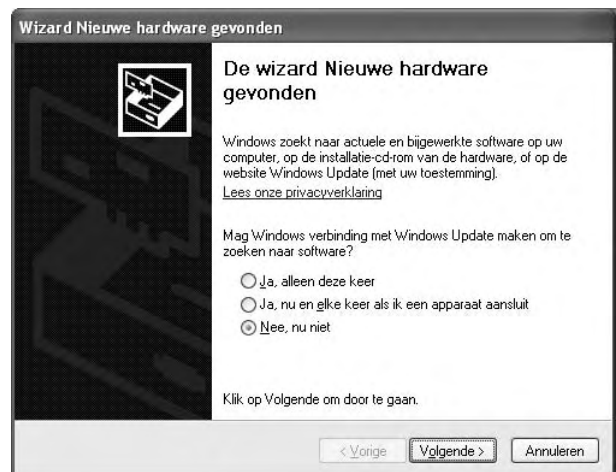 Wizard Nieuwe hardware gevonden
De wizard Nieuwe hardware
gevonden
Windows zoekt naar actuele en bijgewerkte software op uw
computer, op de installatie-cd-rom van de hardware, of op de
website Windows Update (met uw toestemming).
Lees onze privacyverklaring
Mag Windows verbinding met Windows Update maken om te
zoeken naar software?
Ja, alleen deze keer
Ja, nu en elke keer als ik een apparaat aansluit
Nee, nu niet
Klik op Volgende om door te gaan.
< Vorige Volgende > Annuleren